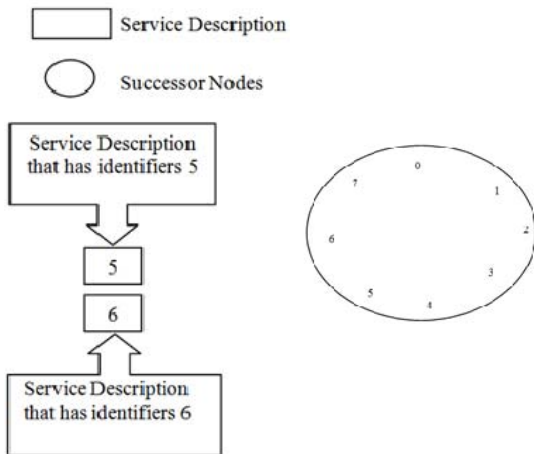 Service Description
Successor Nodes
Service Description
that has identifiers 5
5
6
Service Description
that has identifiers 6
0
1
2
3
4
5
6
7